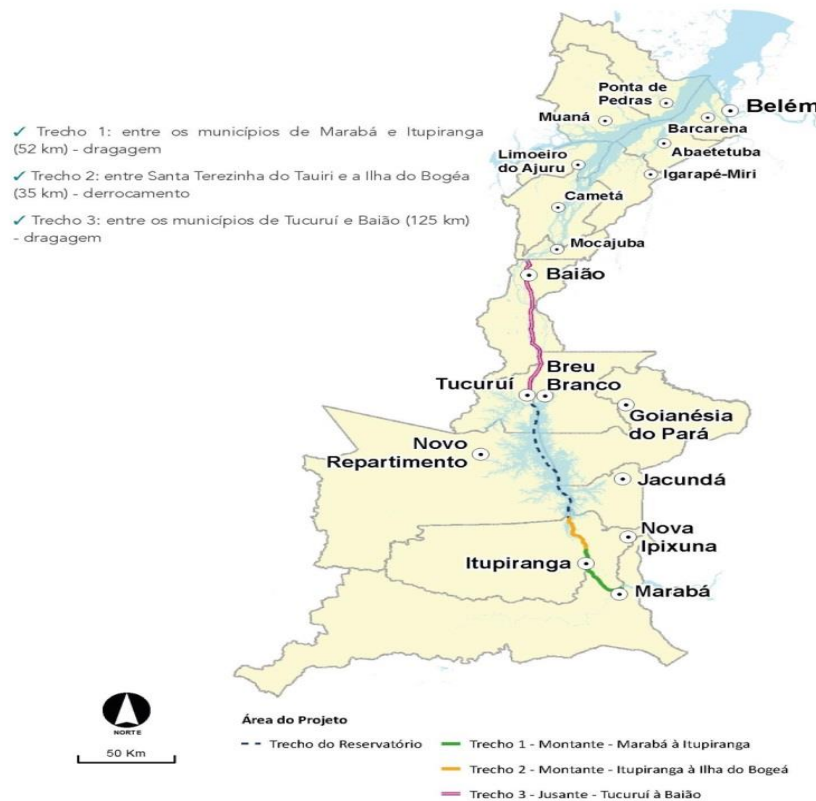 ✓ Trecho 1: entre os municípios de Marabá e Itupiranga
(52 km) - dragagem
✓ Trecho 2: entre Santa Terezinha do Tauiri e a Ilha do Bogéa
(35 km) - derrocamento
✓ Trecho 3: entre os municípios de Tucuruí e Baião (125 km)
- dragagem
Ponta de
Pedras
Belém
Muaná
Barcarena
Limoeiro
do Ajuru
Abaetetuba
Igarapé-Miri
Cametá
Mocajuba
Baião
Tucuruí
Breu
Branco
Goianésia
do Pará
Novo
Repartimento
Jacundá
Nova
Ipixuna
Itupiranga
Marabá
NORTE
50 Km
Área do Projeto
Trecho do Reservatório
Trecho 1 - Montante - Marabá à Itupiranga
Trecho 2 - Montante - Itupiranga à Ilha do Bogeá
Trecho 3 - Jusante - Tucuruí à Baião